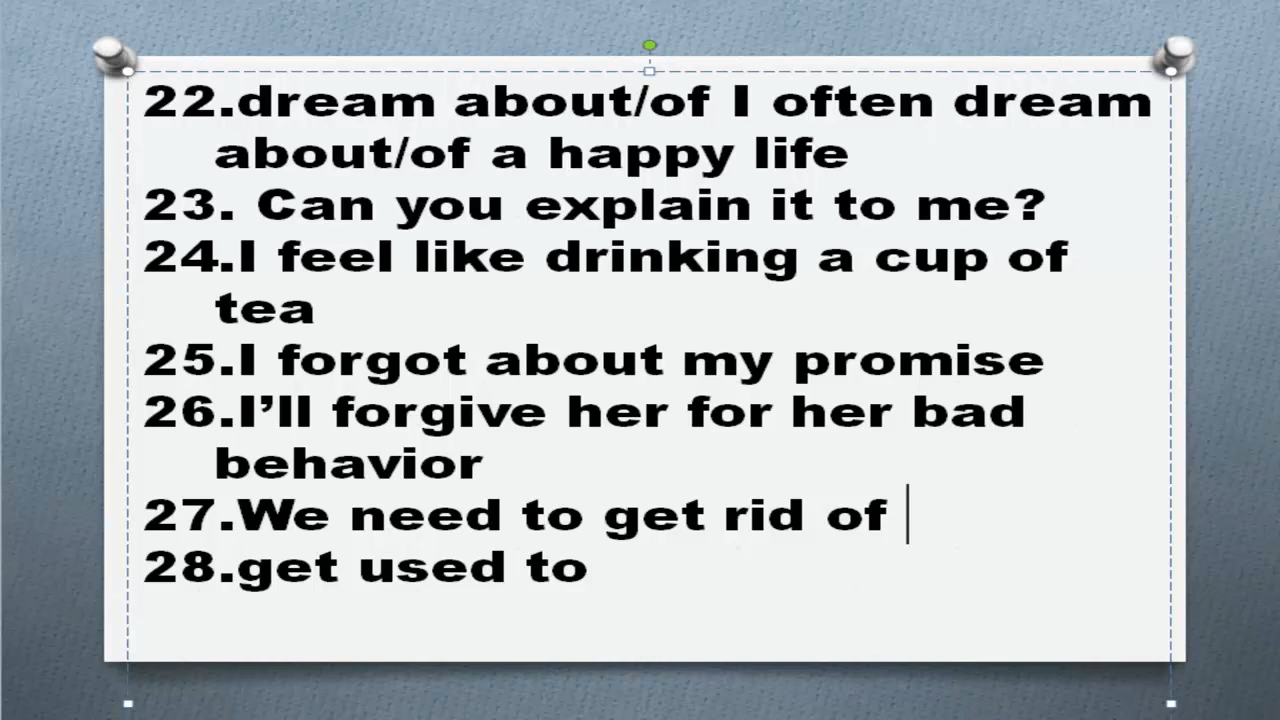 22.dream about/of I often dream
about/of a happy life
23. Can you explain it to me?
24.I feel like drinking a cup of
tea
25.I forgot about my promise
26.I’ll forgive her for her bad
behavior
27.We need to get rid of
28.get used to